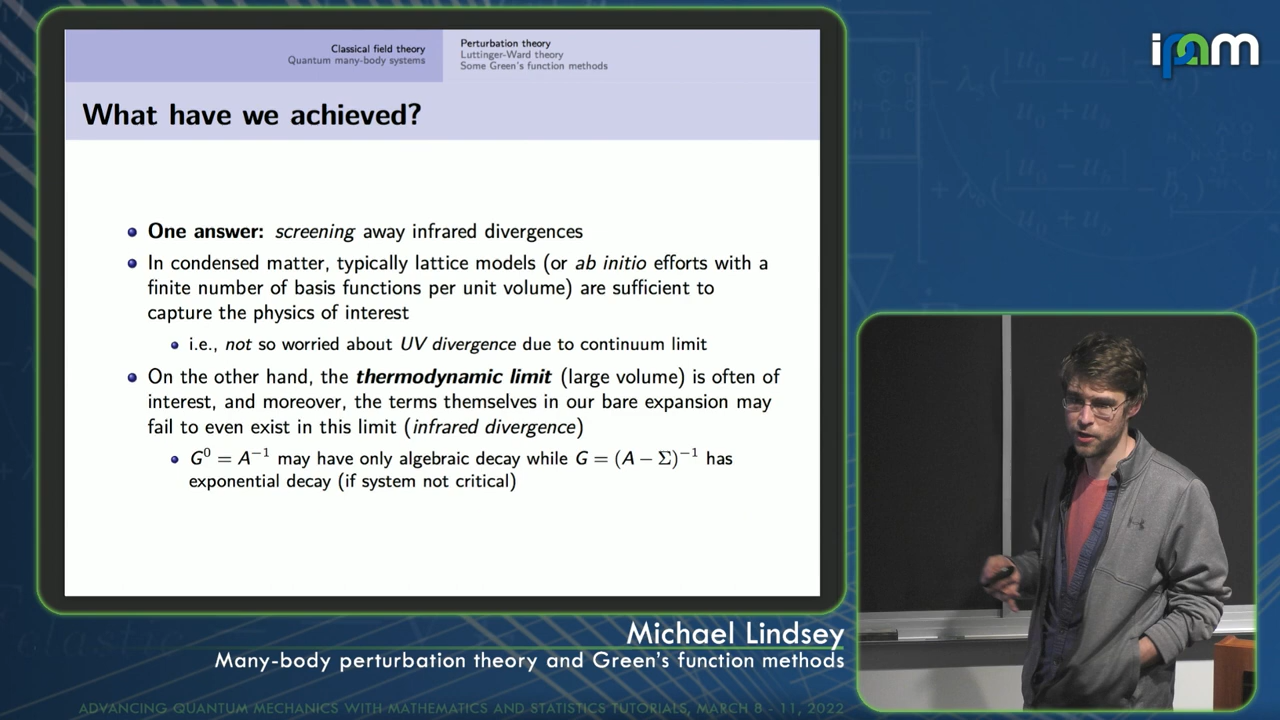 Classical field theory
Quantum many-body systems
Perturbation theory
Luttinger-Ward theory
Some Green's function methods
What have we achieved?
One answer: screening away infrared divergences
In condensed matter, typically lattice models (or ab initio efforts with a
finite number of basis functions per unit volume) are sufficient to
capture the physics of interest
i.e., not so worried about UV divergence due to continuum limit
On the other hand, the thermodynamic limit (large volume) is often of
interest, and moreover, the terms themselves in our bare expansion may
fail to even exist in this limit (infrared divergence)
G⁰ = A⁻¹ may have only algebraic decay while G = (A − Σ)⁻¹ has
exponential decay (if system not critical)
ipam
Michael Lindsey
Many-body perturbation theory and Green's function methods
ADVANCING QUANTUM MECHANICS WITH MATHEMATICS AND STATISTICS TUTORIALS, MARCH 8 - 11, 2022